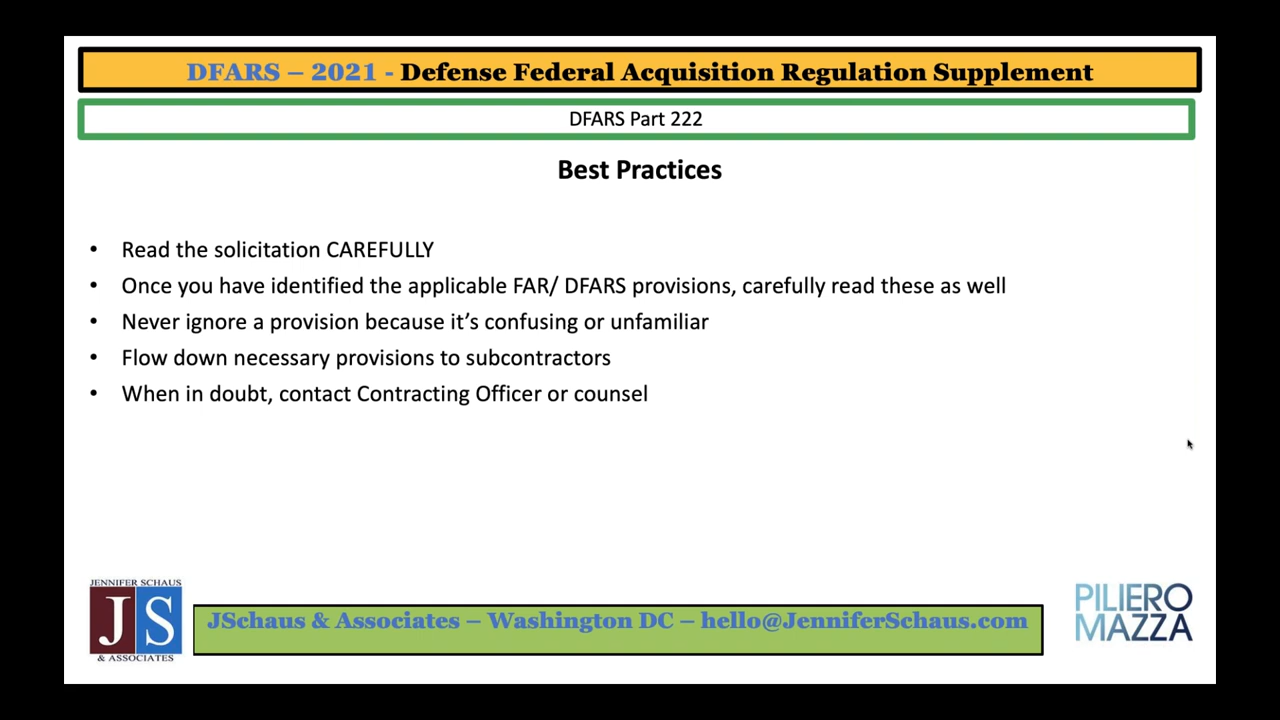 DFARS – 2021 - Defense Federal Acquisition Regulation Supplement
DFARS Part 222
Best Practices
• Read the solicitation CAREFULLY
• Once you have identified the applicable FAR/ DFARS provisions, carefully read these as well
• Never ignore a provision because it’s confusing or unfamiliar
• Flow down necessary provisions to subcontractors
• When in doubt, contact Contracting Officer or counsel
JENNIFER SCHAUS
JS
& ASSOCIATES
JSchaus & Associates – Washington DC – hello@JenniferSchaus.com
PILIERO
MAZZA